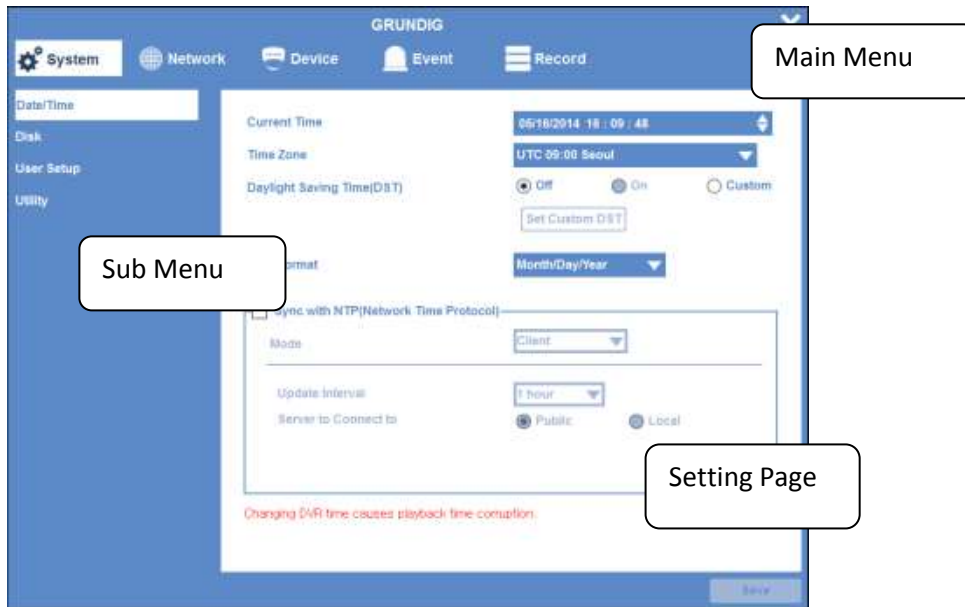 GRUNDIG
System Network Device Event Record
Main Menu
Date/Time
Disk
User Setup
Utility
Sub Menu
Current Time 05/16/2014 16 : 09 : 48
Time Zone UTC 09:00 Seoul
Daylight Saving Time(DST) Off On Custom
Set Custom DST
ormat Month/Day/Year
Sync with NTP(Network Time Protocol)
Mode Client
Update Interval 1 hour
Server to Connect to Public Local
Setting Page
Changing DVR time causes playback time corruption.
Save